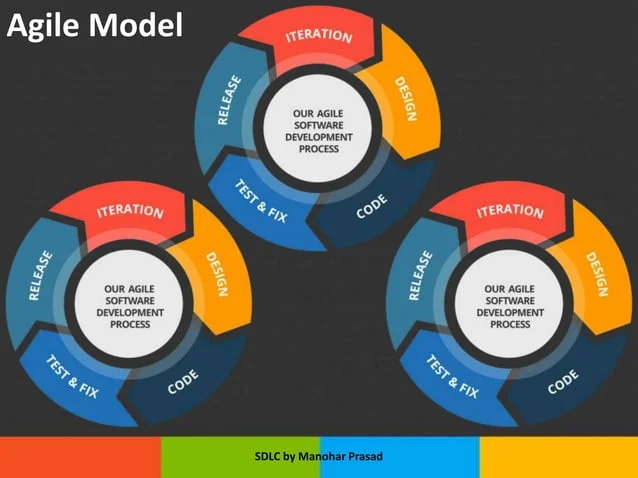 Agile Model
ITERATION
DESIGN
CODE
TEST & FIX
RELEASE
OUR AGILE
SOFTWARE
DEVELOPMENT
PROCESS
ITERATION
DESIGN
CODE
TEST & FIX
RELEASE
OUR AGILE
SOFTWARE
DEVELOPMENT
PROCESS
ITERATION
DESIGN
CODE
TEST & FIX
RELEASE
OUR AGILE
SOFTWARE
DEVELOPMENT
PROCESS
SDLC by Manohar Prasad